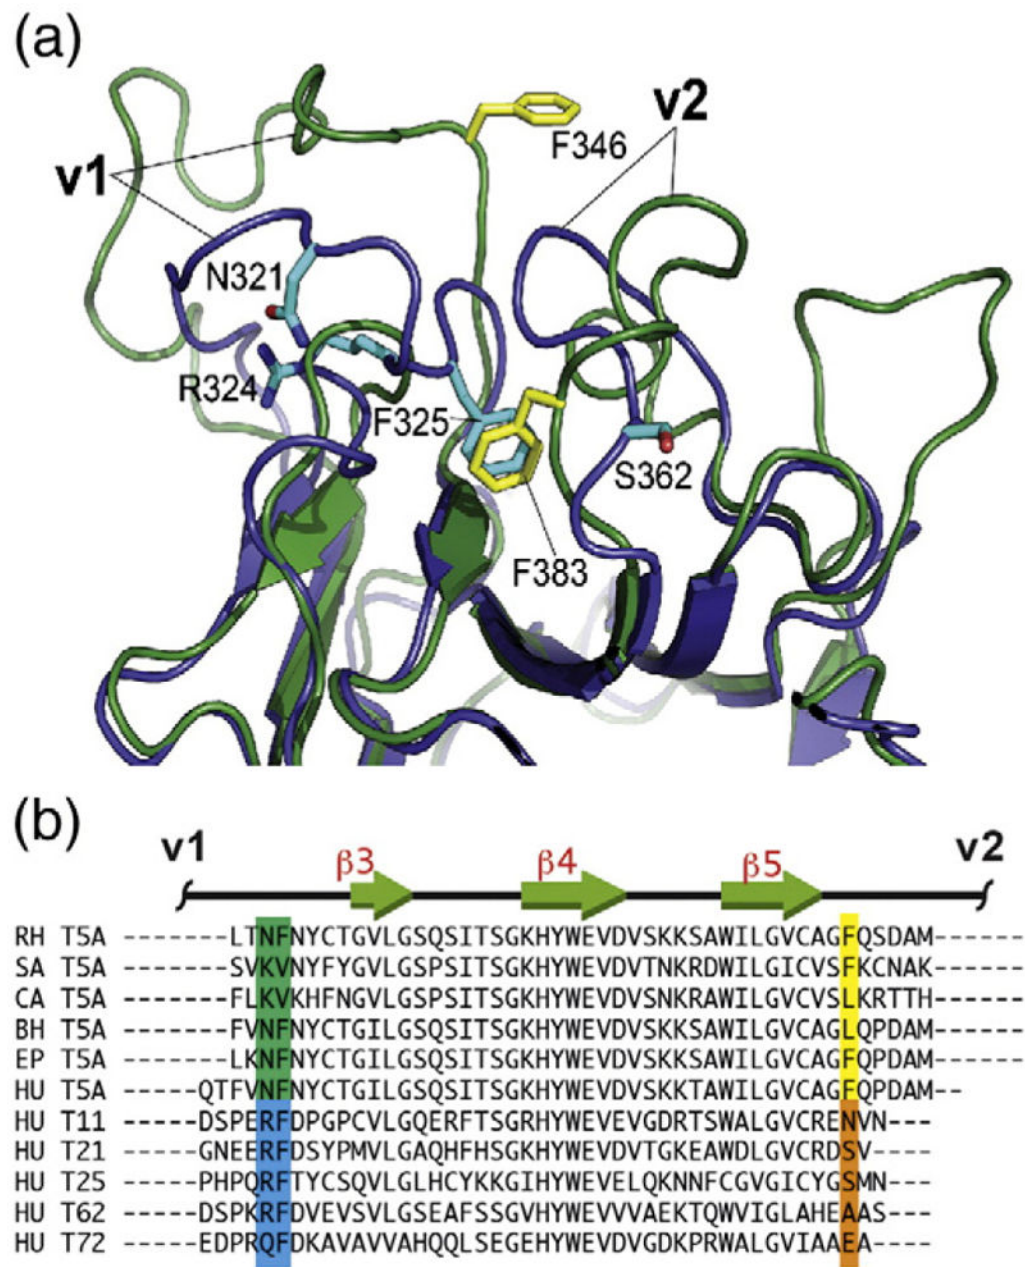 (a)
v2
F346
v1
N321
R324
F325
S362
F383
(b)
v1 β3 β4 β5 v2
RH T5A -------LTNFNYCTGVLGSQSITSGKHYWEVDVSKKSAWILGVCAGFQSDAM------
SA T5A -------SVKVNYFYGVLGSPSITSGKHYWEVDVTNKRDWILGICVSFKCNAK------
CA T5A -------FLKVKHFNGVLGSPSITSGKHYWEVDVSNKRAWILGVCVSLKRTTH------
BH T5A -------FVNFNYCTGILGSQSITSGKHYWEVDVSKKSAWILGVCAGLQPDAM------
EP T5A -------LKNFNYCTGILGSQSITSGKHYWEVDVSKKSAWILGVCAGFQPDAM------
HU T5A -----QTFVNFNYCTGILGSQSITSGKHYWEVDVSKKTAWILGVCAGFQPDAM--
HU T11 -----DSPERFDPGPCVLGQERFTSGRHYWEVEVGDRTSWALGVCRENVN---
HU T21 -----GNEERFDSYPMVLGAQHFHSGKHYWEVDVTGKEAWDLGVCRDSV----
HU T25 -----PHPQRFTYCSQVLGLHCYKKGIHYWEVELQKNNFCGVGICYGSMN---
HU T62 -----DSPKRFDVEVSVLGSEAFSSGVHYWEVVVAEKTQWVIGLAHEAAS---
HU T72 -----EDPRQFDKAVAVVAHQQLSEGEHYWEVDVGDKPRWALGVIAAEA----